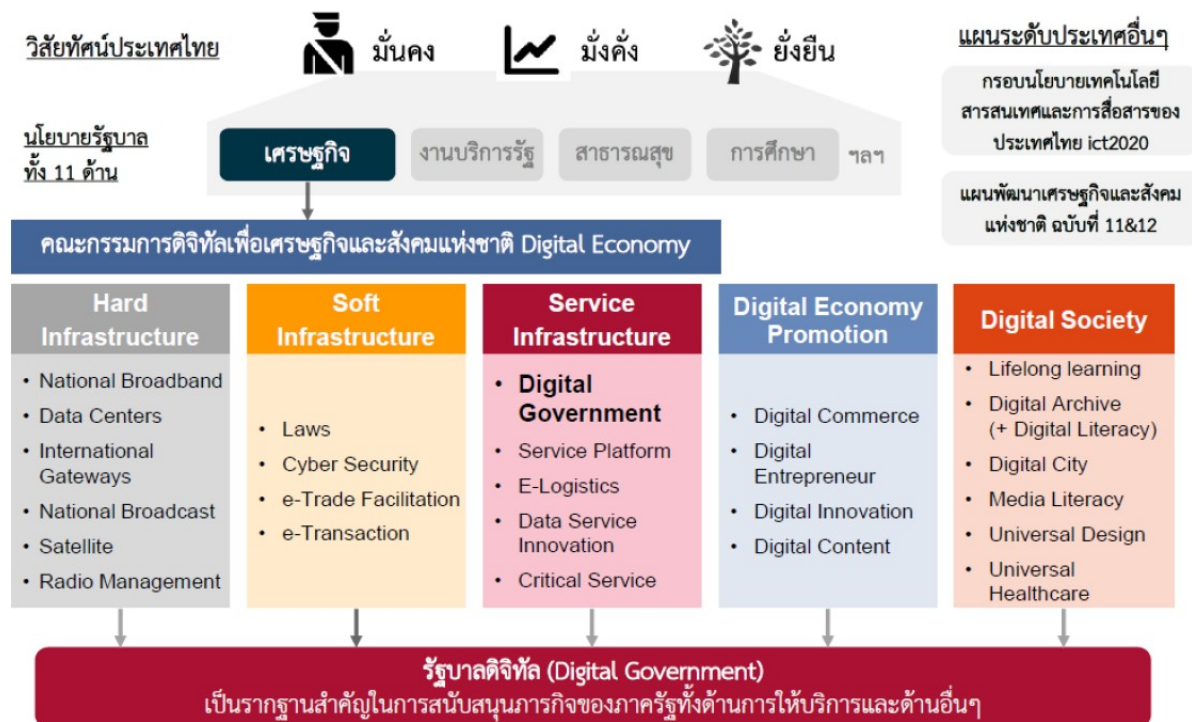 วิสัยทัศน์ประเทศไทย
มั่นคง
มั่งคั่ง
ยั่งยืน
แผนระดับประเทศอื่นๆ
กรอบนโยบายเทคโนโลยี
สารสนเทศและการสื่อสารของ
ประเทศไทย ict2020
นโยบายรัฐบาล
ทั้ง 11 ด้าน
เศรษฐกิจ
งานบริการรัฐ
สาธารณสุข
การศึกษา
ฯลฯ
แผนพัฒนาเศรษฐกิจและสังคม
แห่งชาติ ฉบับที่ 11&12
คณะกรรมการดิจิทัลเพื่อเศรษฐกิจและสังคมแห่งชาติ Digital Economy
Hard
Infrastructure
• National Broadband
• Data Centers
• International
Gateways
• National Broadcast
• Satellite
• Radio Management
Soft
Infrastructure
• Laws
• Cyber Security
• e-Trade Facilitation
• e-Transaction
Service
Infrastructure
• Digital
Government
• Service Platform
• E-Logistics
• Data Service
Innovation
• Critical Service
Digital Economy
Promotion
• Digital Commerce
• Digital
Entrepreneur
• Digital Innovation
• Digital Content
Digital Society
• Lifelong learning
• Digital Archive
(+ Digital Literacy)
• Digital City
• Media Literacy
• Universal Design
• Universal
Healthcare
รัฐบาลดิจิทัล (Digital Government)
เป็นรากฐานสำคัญในการสนับสนุนภารกิจของภาครัฐทั้งด้านการให้บริการและด้านอื่นๆ